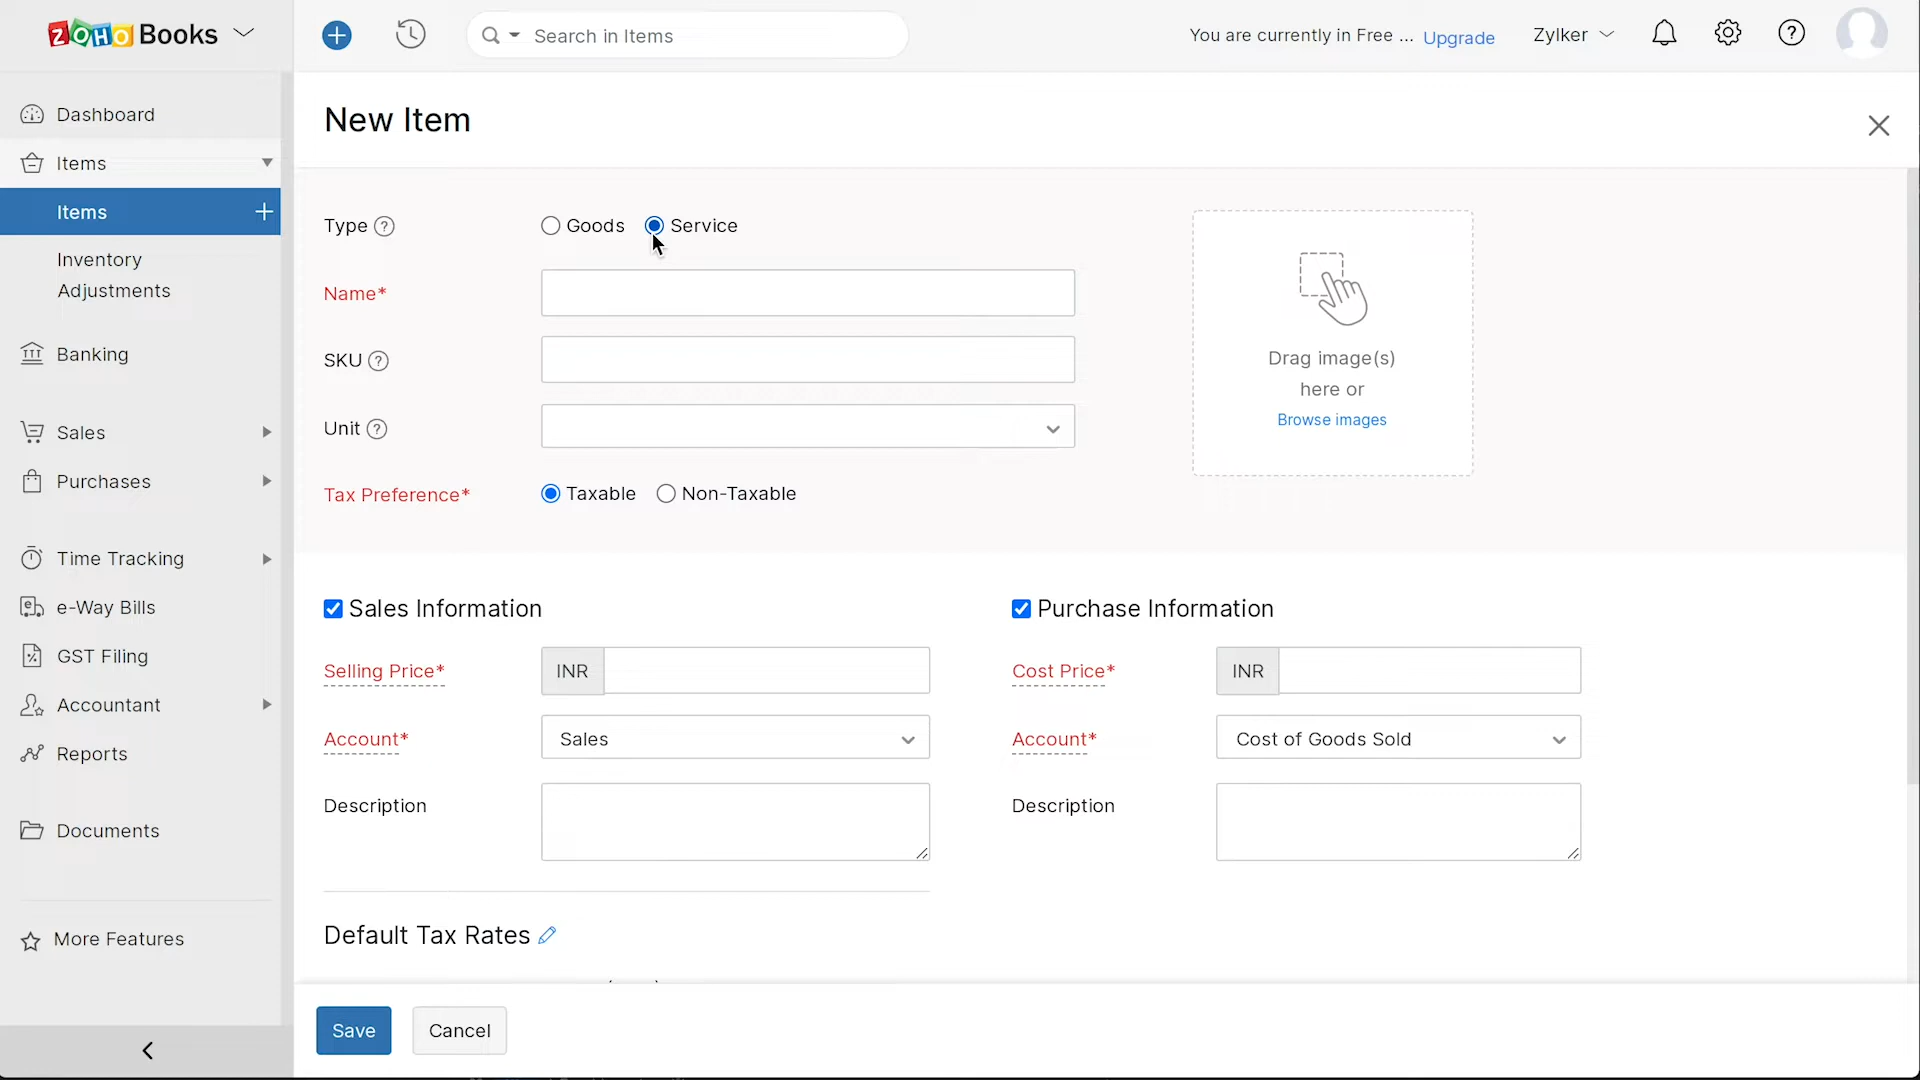 ZOHO Books
Search in Items
You are currently in Free ... Upgrade
Zylker
Dashboard
Items
Items
Inventory
Adjustments
Banking
Sales
Purchases
Time Tracking
e-Way Bills
GST Filing
Accountant
Reports
Documents
More Features
New Item
Type ?
Goods
Service
Name*
SKU ?
Unit ?
Tax Preference*
Taxable
Non-Taxable
Drag image(s)
here or
Browse images
Sales Information
Selling Price*
INR
Account*
Sales
Description
Purchase Information
Cost Price*
INR
Account*
Cost of Goods Sold
Description
Default Tax Rates
Save
Cancel